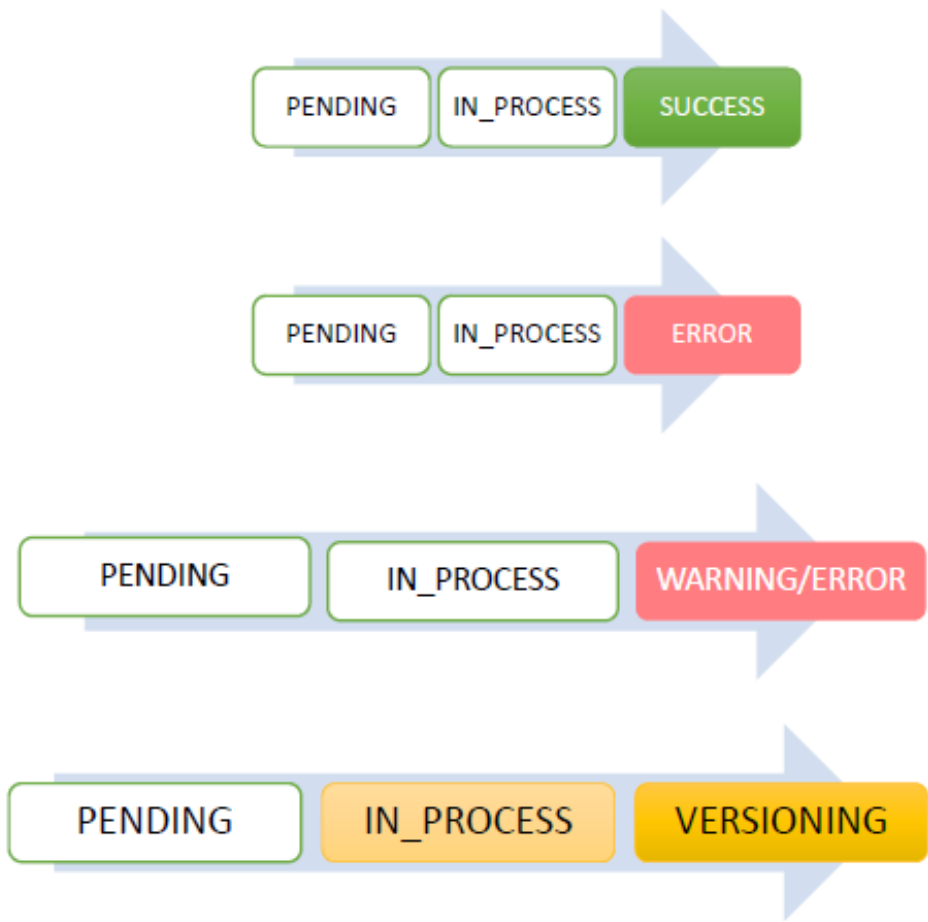 PENDING IN_PROCESS SUCCESS
PENDING IN_PROCESS ERROR
PENDING IN_PROCESS WARNING/ERROR
PENDING IN_PROCESS VERSIONING